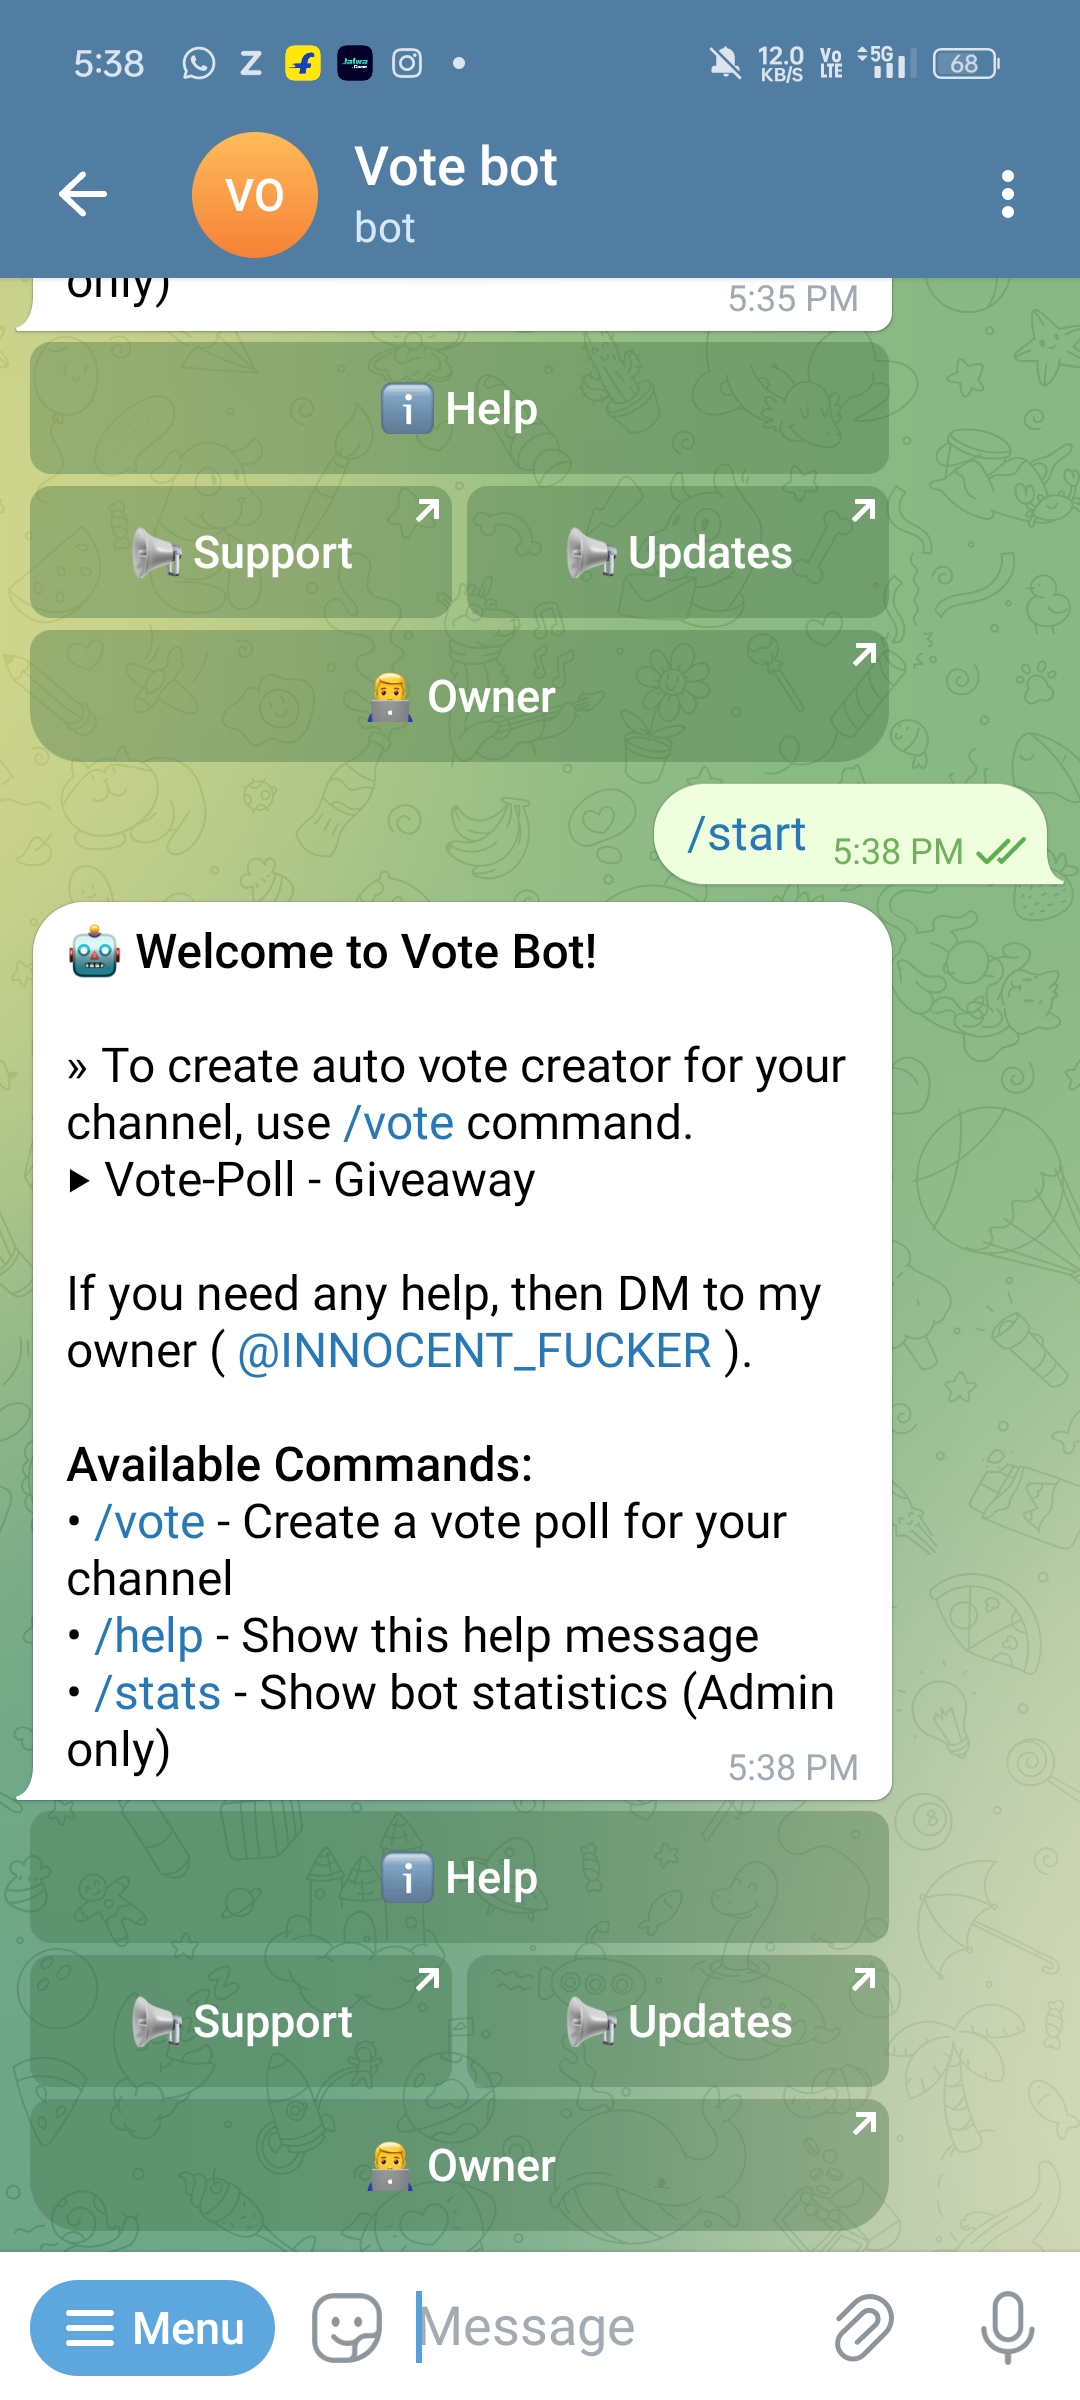 5:38
Z
Jalwa
12.0
KB/S
Vo
LTE
5G
68
VO
Vote bot
bot
only)
5:35 PM
Help
Support
Updates
Owner
/start 5:38 PM
Welcome to Vote Bot!
» To create auto vote creator for your
channel, use /vote command.
▶ Vote-Poll - Giveaway
If you need any help, then DM to my
owner ( @INNOCENT_FUCKER ).
Available Commands:
• /vote - Create a vote poll for your
channel
• /help - Show this help message
• /stats - Show bot statistics (Admin
only)
5:38 PM
Help
Support
Updates
Owner
Menu
Message